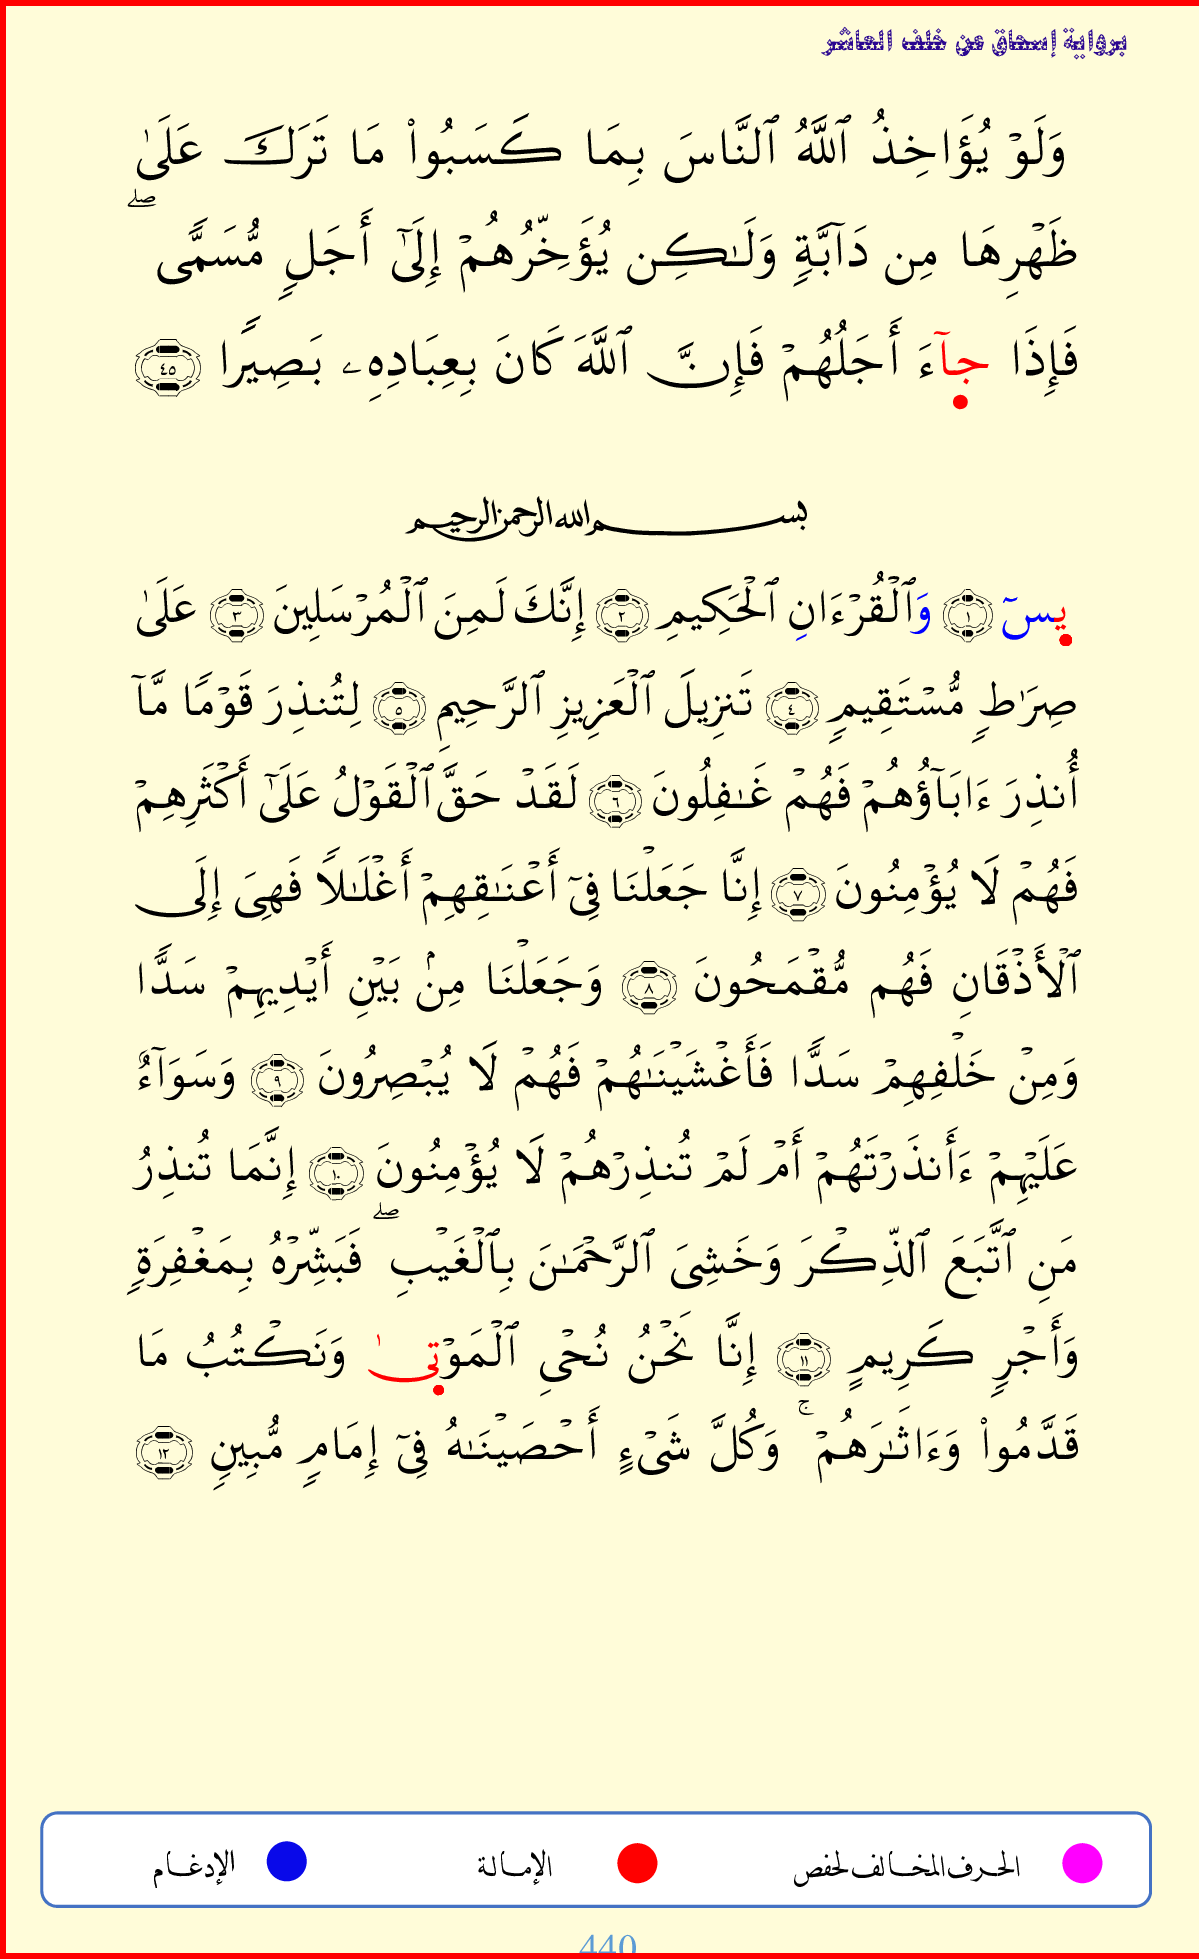 برواية إسحاق عن خلف العاشر
وَلَوۡ يُؤَاخِذُ ٱللَّهُ ٱلنَّاسَ بِمَا كَسَبُواْ مَا تَرَكَ عَلَىٰ
ظَهۡرِهَا مِن دَآبَّةٖ وَلَٰكِن يُؤَخِّرُهُمۡ إِلَىٰٓ أَجَلٖ مُّسَمّٗىۖ
فَإِذَا جَآءَ أَجَلُهُمۡ فَإِنَّ ٱللَّهَ كَانَ بِعِبَادِهِۦ بَصِيرٗا ٤٥
بسم الله الرحمن الرحيم
يسٓ ١ وَٱلۡقُرۡءَانِ ٱلۡحَكِيمِ ٢ إِنَّكَ لَمِنَ ٱلۡمُرۡسَلِينَ ٣ عَلَىٰ
صِرَٰطٖ مُّسۡتَقِيمٖ ٤ تَنزِيلَ ٱلۡعَزِيزِ ٱلرَّحِيمِ ٥ لِتُنذِرَ قَوۡمٗا مَّآ
أُنذِرَ ءَابَآؤُهُمۡ فَهُمۡ غَٰفِلُونَ ٦ لَقَدۡ حَقَّ ٱلۡقَوۡلُ عَلَىٰٓ أَكۡثَرِهِمۡ
فَهُمۡ لَا يُؤۡمِنُونَ ٧ إِنَّا جَعَلۡنَا فِيٓ أَعۡنَٰقِهِمۡ أَغۡلَٰلٗا فَهِيَ إِلَى
ٱلۡأَذۡقَانِ فَهُم مُّقۡمَحُونَ ٨ وَجَعَلۡنَا مِنۢ بَيۡنِ أَيۡدِيهِمۡ سَدّٗا
وَمِنۡ خَلۡفِهِمۡ سَدّٗا فَأَغۡشَيۡنَٰهُمۡ فَهُمۡ لَا يُبۡصِرُونَ ٩ وَسَوَآءٌ
عَلَيۡهِمۡ ءَأَنذَرۡتَهُمۡ أَمۡ لَمۡ تُنذِرۡهُمۡ لَا يُؤۡمِنُونَ ١٠ إِنَّمَا تُنذِرُ
مَنِ ٱتَّبَعَ ٱلذِّكۡرَ وَخَشِيَ ٱلرَّحۡمَٰنَ بِٱلۡغَيۡبِۖ فَبَشِّرۡهُ بِمَغۡفِرَةٖ
وَأَجۡرٖ كَرِيمٍ ١١ إِنَّا نَحۡنُ نُحۡيِ ٱلۡمَوۡتىٰ وَنَكۡتُبُ مَا
قَدَّمُواْ وَءَاثَٰرَهُمۡۚ وَكُلَّ شَيۡءٍ أَحۡصَيۡنَٰهُ فِيٓ إِمَامٖ مُّبِينٖ ١٢
الحرف المخالف لحفص الإمالة الإدغام
440